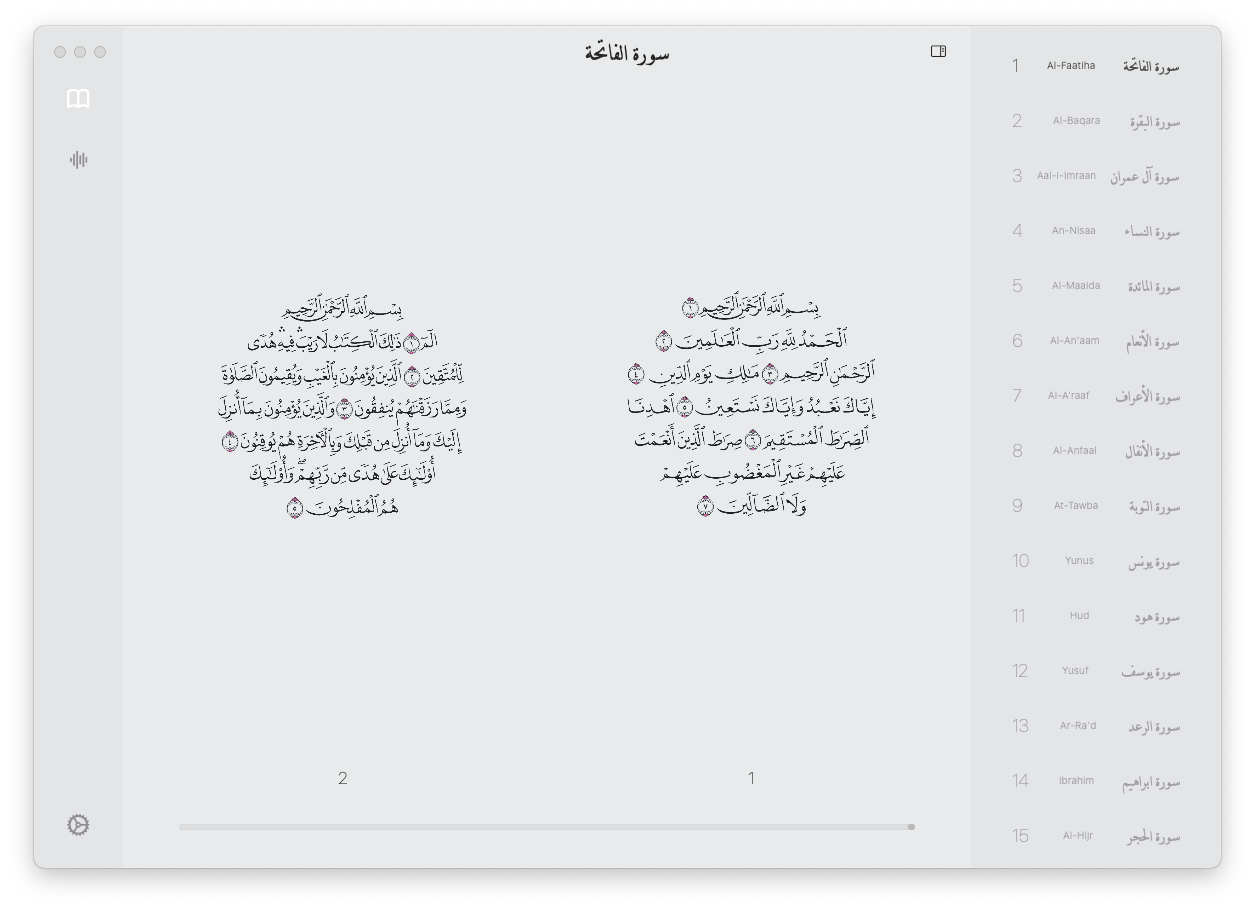 سورة الفاتحة
بِسْمِ ٱللَّهِ ٱلرَّحْمَٰنِ ٱلرَّحِيمِ ١
ٱلْحَمْدُ لِلَّهِ رَبِّ ٱلْعَٰلَمِينَ ٢
ٱلرَّحْمَٰنِ ٱلرَّحِيمِ ٣ مَٰلِكِ يَوْمِ ٱلدِّينِ ٤
إِيَّاكَ نَعْبُدُ وَإِيَّاكَ نَسْتَعِينُ ٥ ٱهْدِنَا
ٱلصِّرَٰطَ ٱلْمُسْتَقِيمَ ٦ صِرَٰطَ ٱلَّذِينَ أَنْعَمْتَ
عَلَيْهِمْ غَيْرِ ٱلْمَغْضُوبِ عَلَيْهِمْ
وَلَا ٱلضَّآلِّينَ ٧
1
بِسْمِ ٱللَّهِ ٱلرَّحْمَٰنِ ٱلرَّحِيمِ
الٓمٓ ١ ذَٰلِكَ ٱلْكِتَٰبُ لَا رَيْبَ ۛ فِيهِ ۛ هُدًى
لِّلْمُتَّقِينَ ٢ ٱلَّذِينَ يُؤْمِنُونَ بِٱلْغَيْبِ وَيُقِيمُونَ ٱلصَّلَوٰةَ
وَمِمَّا رَزَقْنَٰهُمْ يُنفِقُونَ ٣ وَٱلَّذِينَ يُؤْمِنُونَ بِمَآ أُنزِلَ
إِلَيْكَ وَمَآ أُنزِلَ مِن قَبْلِكَ وَبِٱلْءَاخِرَةِ هُمْ يُوقِنُونَ ٤
أُو۟لَٰٓئِكَ عَلَىٰ هُدًى مِّن رَّبِّهِمْ ۖ وَأُو۟لَٰٓئِكَ
هُمُ ٱلْمُفْلِحُونَ ٥
2
1 Al-Faatiha سورة الفاتحة
2 Al-Baqara سورة البقرة
3 Aal-i-Imraan سورة آل عمران
4 An-Nisaa سورة النساء
5 Al-Maaida سورة المائدة
6 Al-An'aam سورة الأنعام
7 Al-A'raaf سورة الأعراف
8 Al-Anfaal سورة الأنفال
9 At-Tawba سورة التوبة
10 Yunus سورة يونس
11 Hud سورة هود
12 Yusuf سورة يوسف
13 Ar-Ra'd سورة الرعد
14 Ibrahim سورة ابراهيم
15 Al-Hijr سورة الحجر